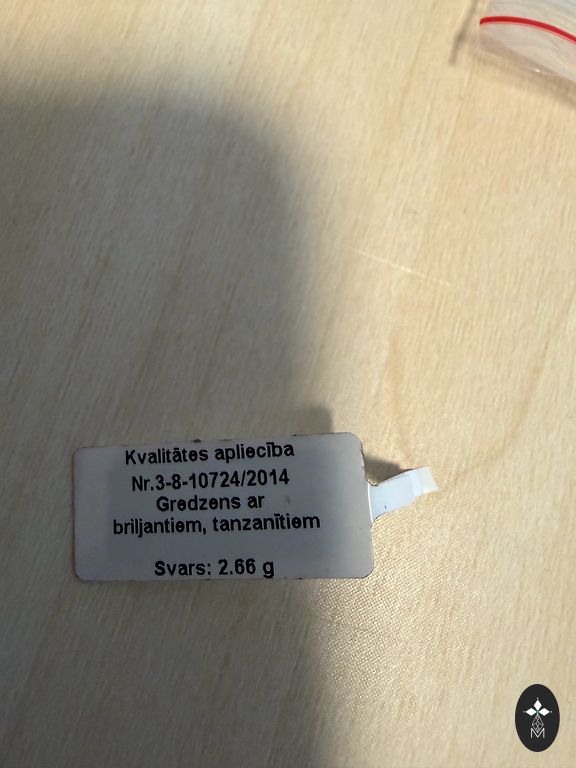 Kvalitātes apliecība
Nr.3-8-10724/2014
Gredzens ar
briljantiem, tanzanītiem
Svars: 2.66 g
M